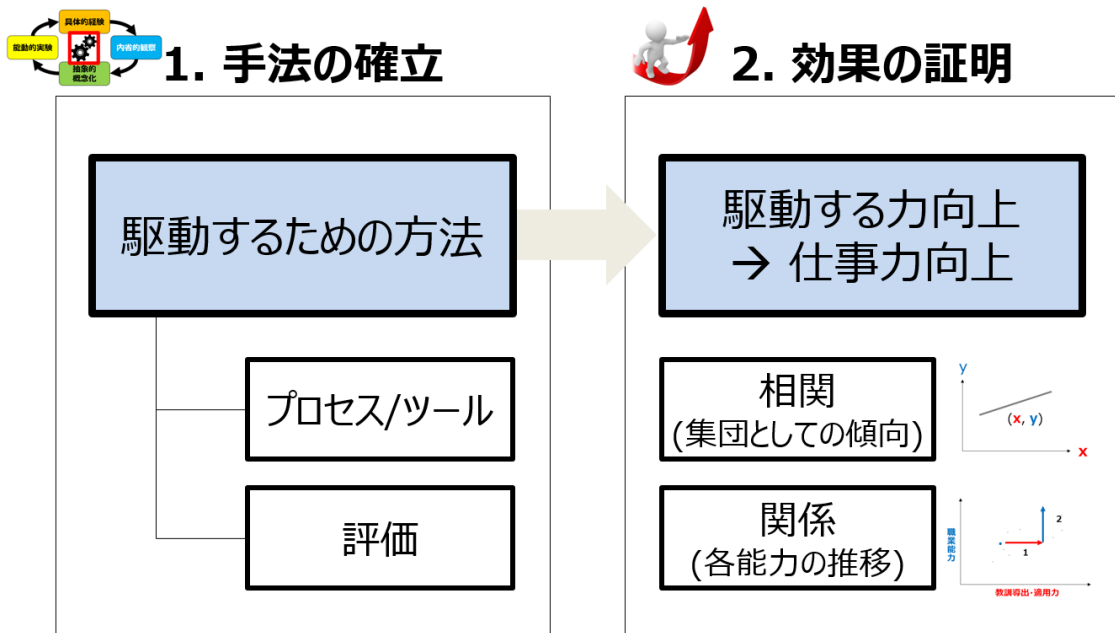 具体的経験
能動的実験
内省的観察
抽象的
概念化
1. 手法の確立
駆動するための方法
プロセス/ツール
評価
2. 効果の証明
駆動する力向上
→ 仕事力向上
相関
(集団としての傾向)
y
(x, y)
x
関係
(各能力の推移)
職業能力
1
2
教訓導出・適用力